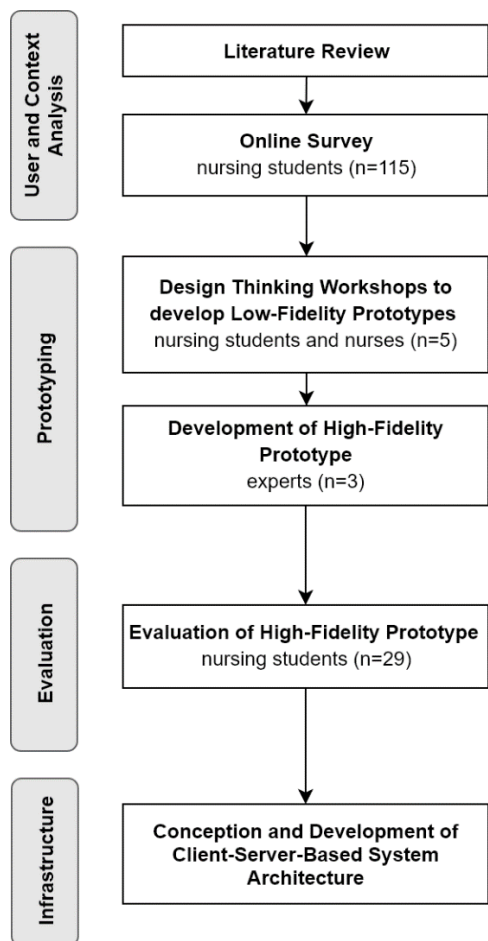 User and Context
Analysis
Literature Review
Online Survey
nursing students (n=115)
Prototyping
Design Thinking Workshops to
develop Low-Fidelity Prototypes
nursing students and nurses (n=5)
Development of High-Fidelity
Prototype
experts (n=3)
Evaluation
Evaluation of High-Fidelity Prototype
nursing students (n=29)
Infrastructure
Conception and Development of
Client-Server-Based System
Architecture